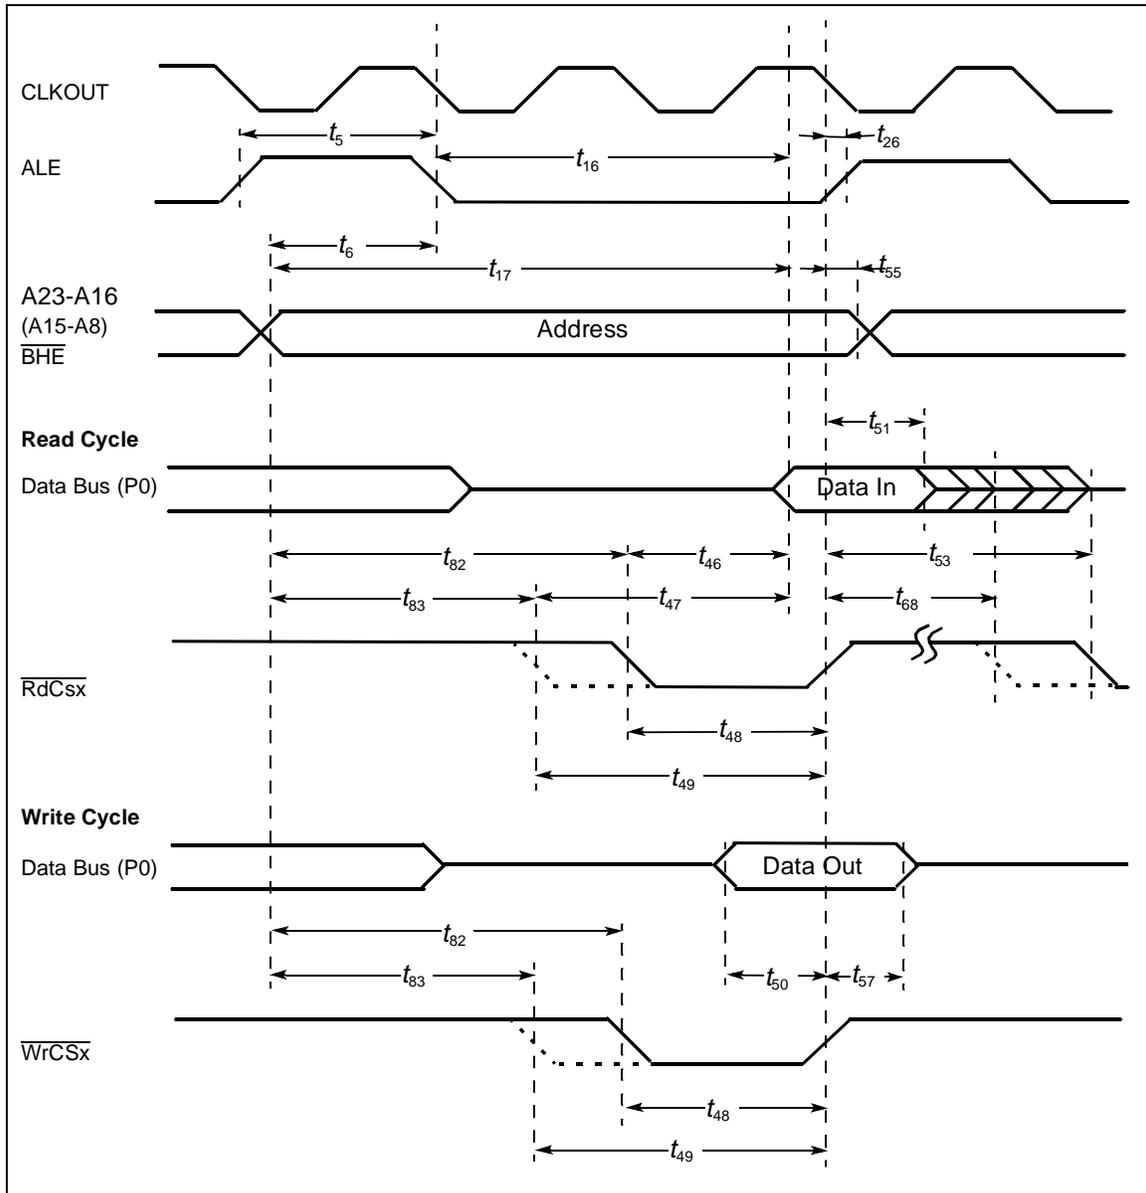 CLKOUT
t5
t26
ALE
t16
t6
t17
t55
A23-A16
(A15-A8)
Address
BHE
t51
Read Cycle
Data Bus (P0)
Data In
t82
t46
t53
t83
t47
t68
RdCsx
t48
t49
Write Cycle
Data Bus (P0)
Data Out
t82
t83
t50
t57
WrCSx
t48
t49